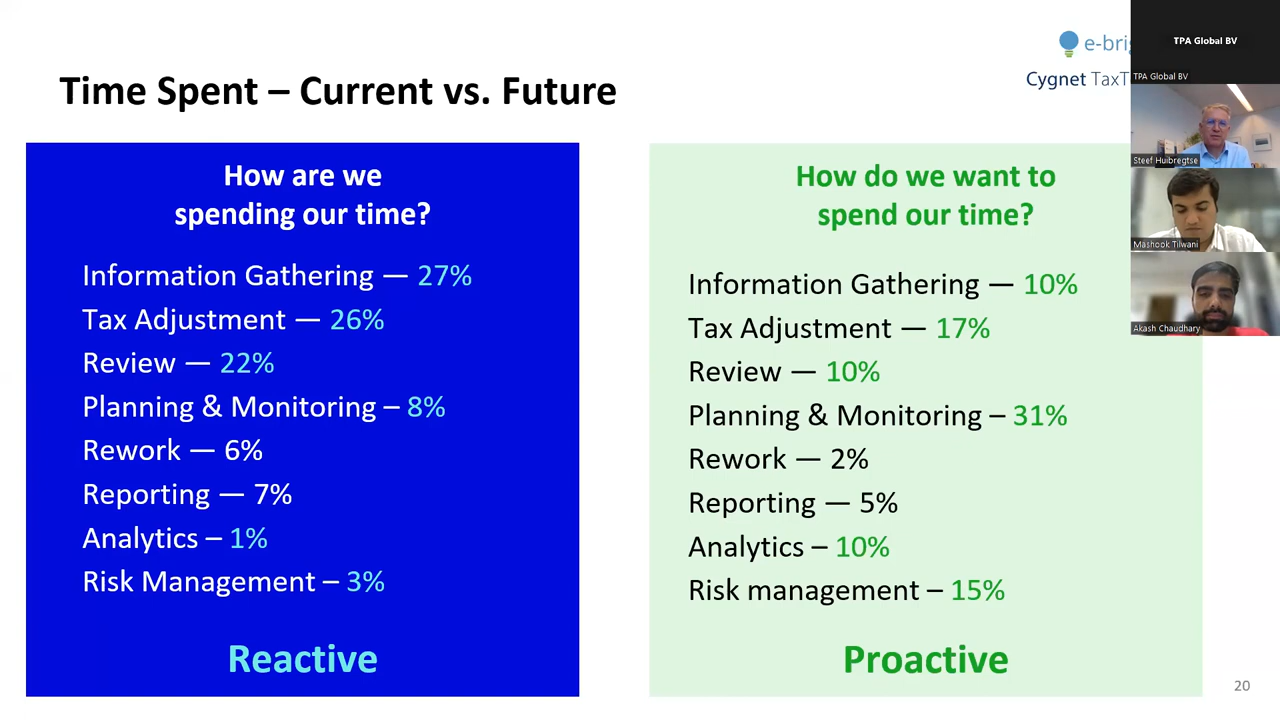 e-brig
Cygnet TaxT
TPA Global BV
TPA Global BV
Steef Huibregtse
Mashook Tilwani
Akash Chaudhary
Time Spent – Current vs. Future
How are we
spending our time?
Information Gathering — 27%
Tax Adjustment — 26%
Review — 22%
Planning & Monitoring – 8%
Rework — 6%
Reporting — 7%
Analytics – 1%
Risk Management – 3%
Reactive
How do we want to
spend our time?
Information Gathering — 10%
Tax Adjustment — 17%
Review — 10%
Planning & Monitoring – 31%
Rework — 2%
Reporting — 5%
Analytics – 10%
Risk management – 15%
Proactive
20